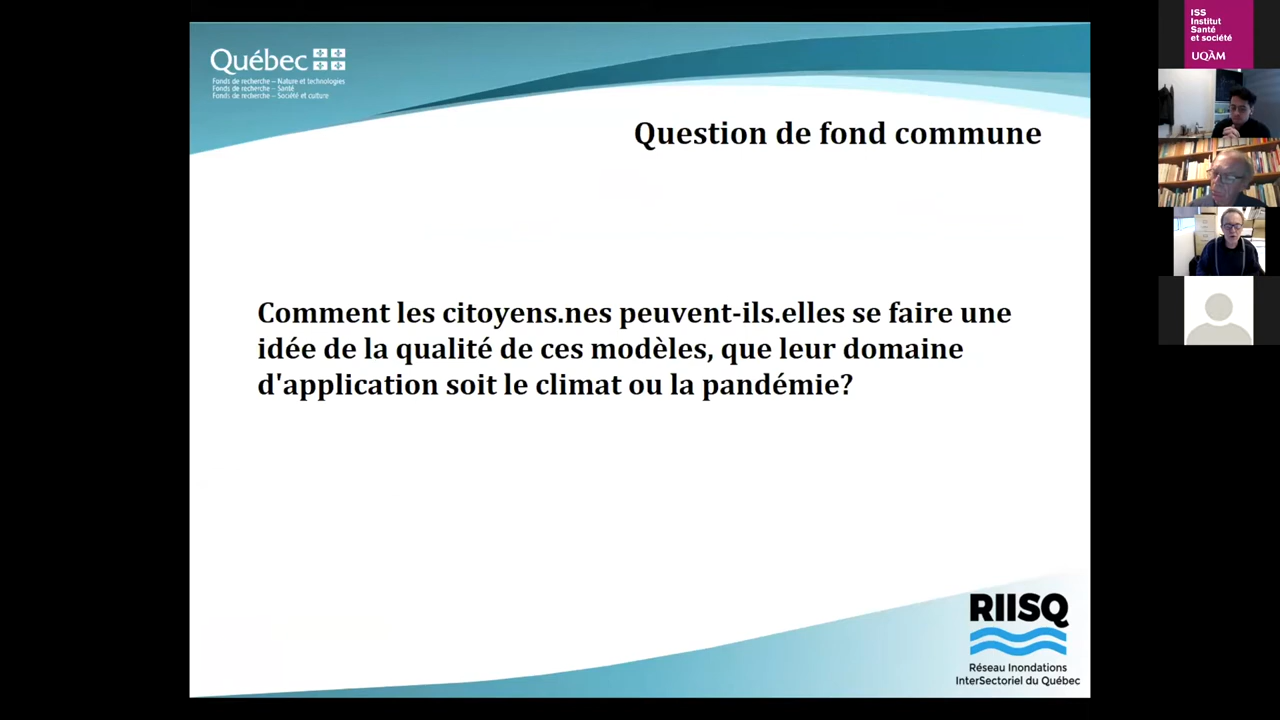 Québec
Fonds de recherche – Nature et technologies
Fonds de recherche – Santé
Fonds de recherche – Société et culture
Question de fond commune
Comment les citoyens.nes peuvent-ils.elles se faire une
idée de la qualité de ces modèles, que leur domaine
d'application soit le climat ou la pandémie?
RIISQ
Réseau Inondations
InterSectoriel du Québec
ISS
Institut
Santé
et société
UQÀM